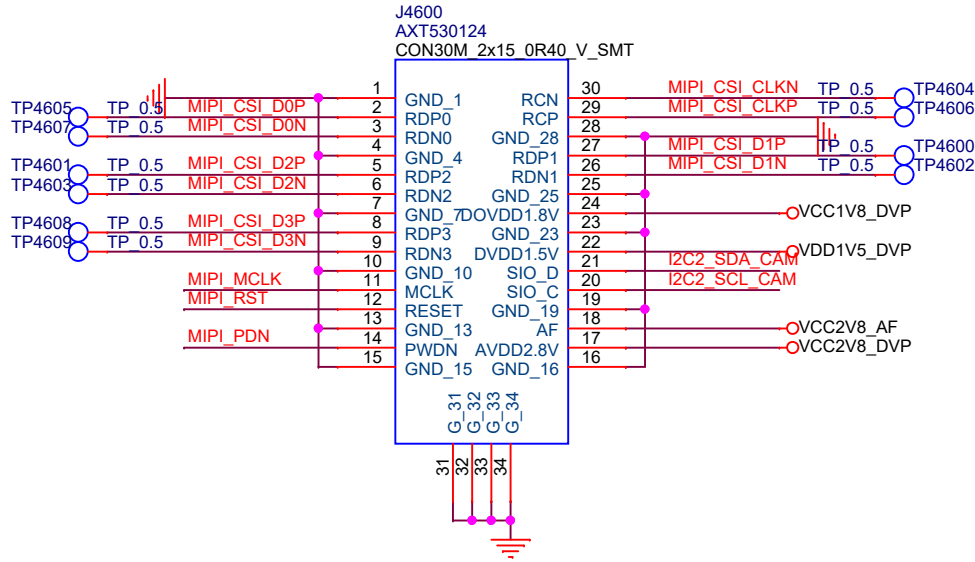 J4600
AXT530124
CON30M_2x15_0R40_V_SMT
1 GND_1 RCN 30 MIPI_CSI_CLKN TP_0.5 TP4604
TP4605 TP_0.5 MIPI_CSI_D0P 2 RDP0 RCP 29 MIPI_CSI_CLKP TP_0.5 TP4606
TP4607 TP_0.5 MIPI_CSI_D0N 3 RDN0 GND_28 28
4 GND_4 RDP1 27 MIPI_CSI_D1P TP_0.5 TP4600
TP4601 TP_0.5 MIPI_CSI_D2P 5 RDP2 RDN1 26 MIPI_CSI_D1N TP_0.5 TP4602
TP4603 TP_0.5 MIPI_CSI_D2N 6 RDN2 GND_25 25
7 GND_7 DOVDD1.8V 24 VCC1V8_DVP
TP4608 TP_0.5 MIPI_CSI_D3P 8 RDP3 GND_23 23
TP4609 TP_0.5 MIPI_CSI_D3N 9 RDN3 DVDD1.5V 22 VDD1V5_DVP
10 GND_10 SIO_D 21 I2C2_SDA_CAM
MIPI_MCLK 11 MCLK SIO_C 20 I2C2_SCL_CAM
MIPI_RST 12 RESET GND_19 19
13 GND_13 AF 18 VCC2V8_AF
MIPI_PDN 14 PWDN AVDD2.8V 17 VCC2V8_DVP
15 GND_15 GND_16 16
G_31 G_32 G_33 G_34
31 32 33 34